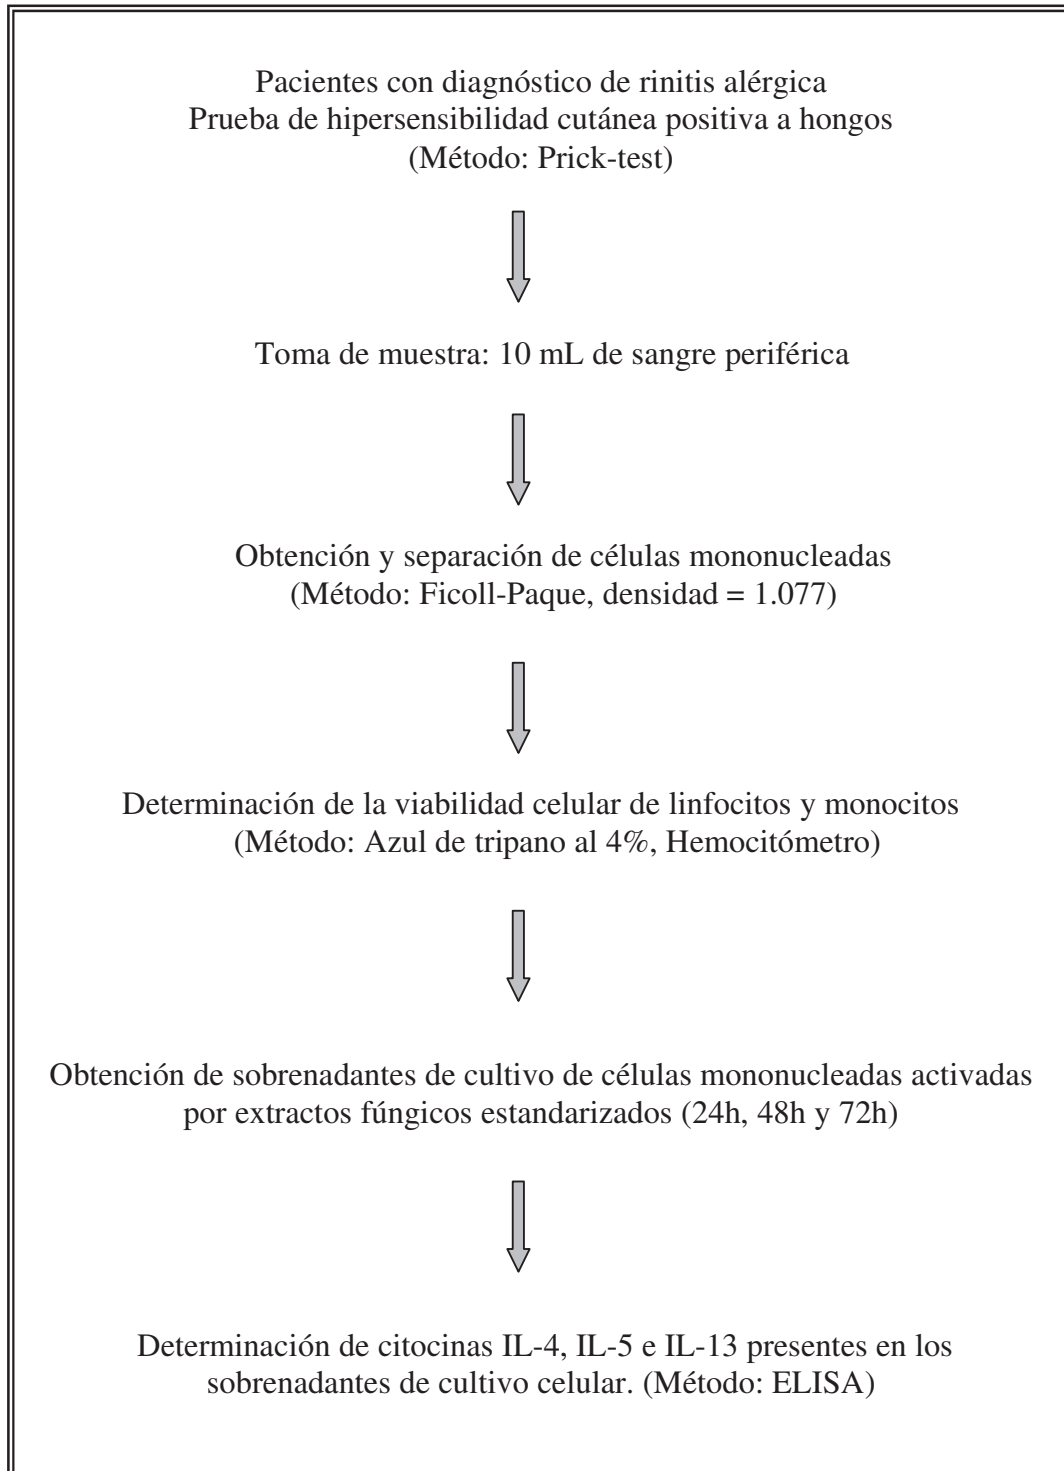 Pacientes con diagnóstico de rinitis alérgica
Prueba de hipersensibilidad cutánea positiva a hongos
(Método: Prick-test)
Toma de muestra: 10 mL de sangre periférica
Obtención y separación de células mononucleadas
(Método: Ficoll-Paque, densidad = 1.077)
Determinación de la viabilidad celular de linfocitos y monocitos
(Método: Azul de tripano al 4%, Hemocitómetro)
Obtención de sobrenadantes de cultivo de células mononucleadas activadas
por extractos fúngicos estandarizados (24h, 48h y 72h)
Determinación de citocinas IL-4, IL-5 e IL-13 presentes en los
sobrenadantes de cultivo celular. (Método: ELISA)